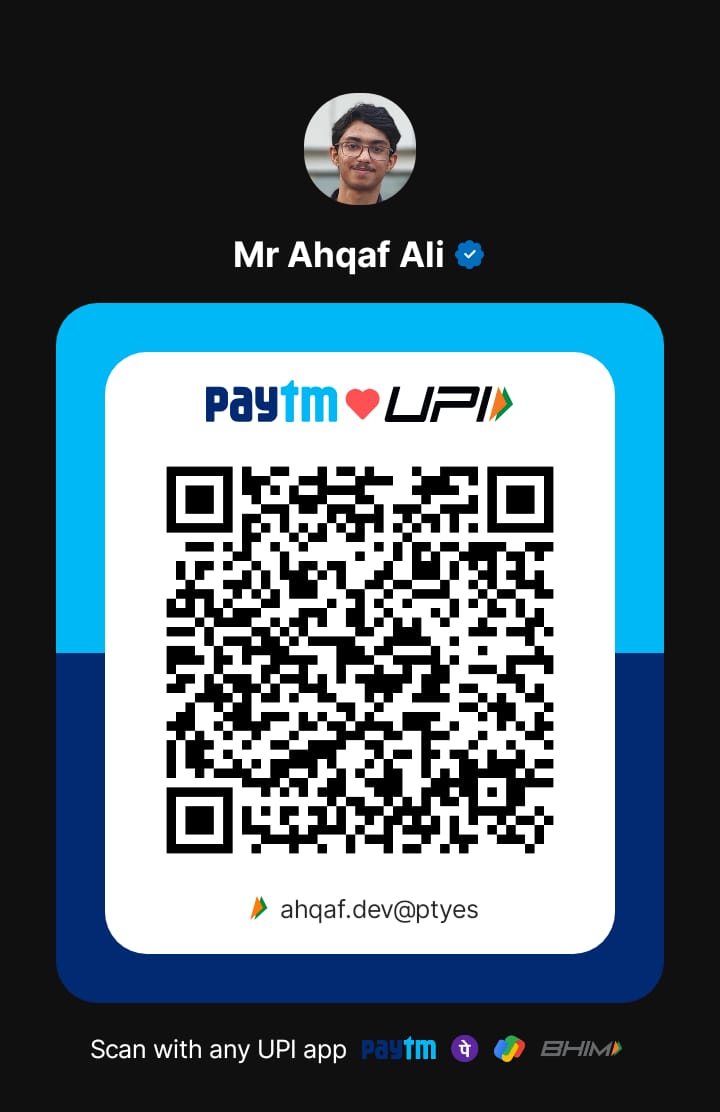 Mr Ahqaf Ali
paytm UPI
ahqaf.dev@ptyes
Scan with any UPI app paytm पे BHIM